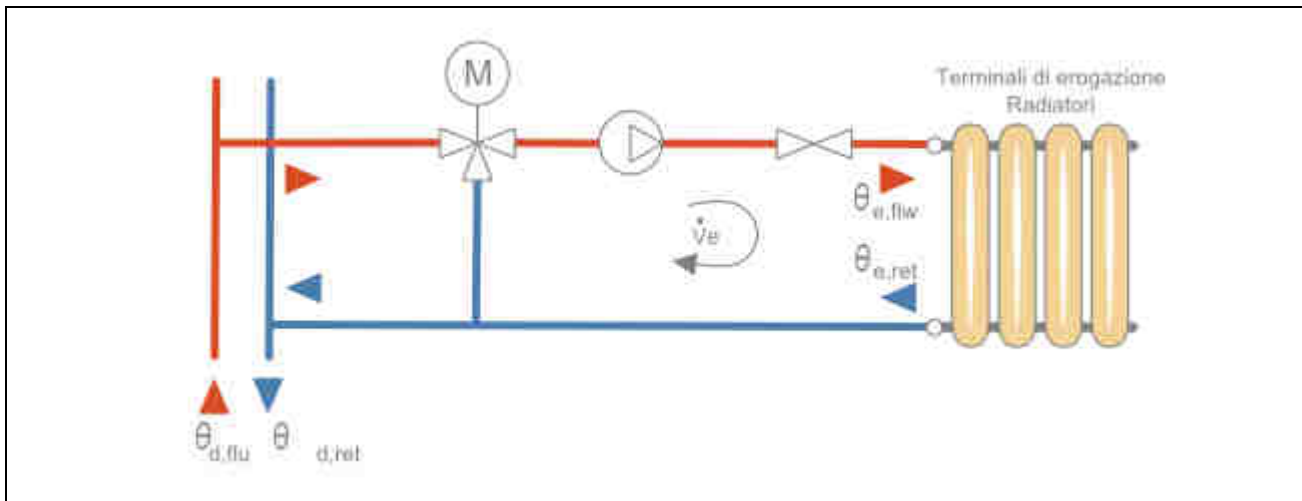 M
Terminali di erogazione
Radiatori
θe,flw
V̇e
θe,ret
θd,flu θ d,ret